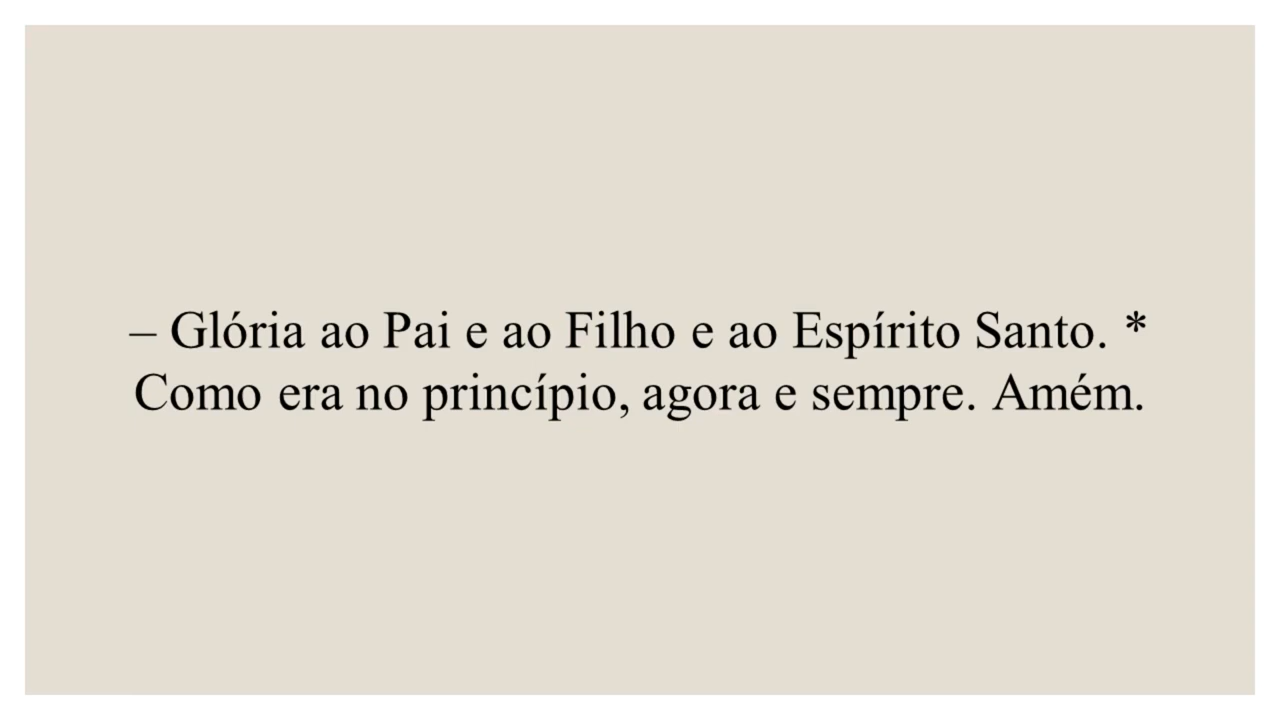 – Glória ao Pai e ao Filho e ao Espírito Santo. *
Como era no princípio, agora e sempre. Amém.